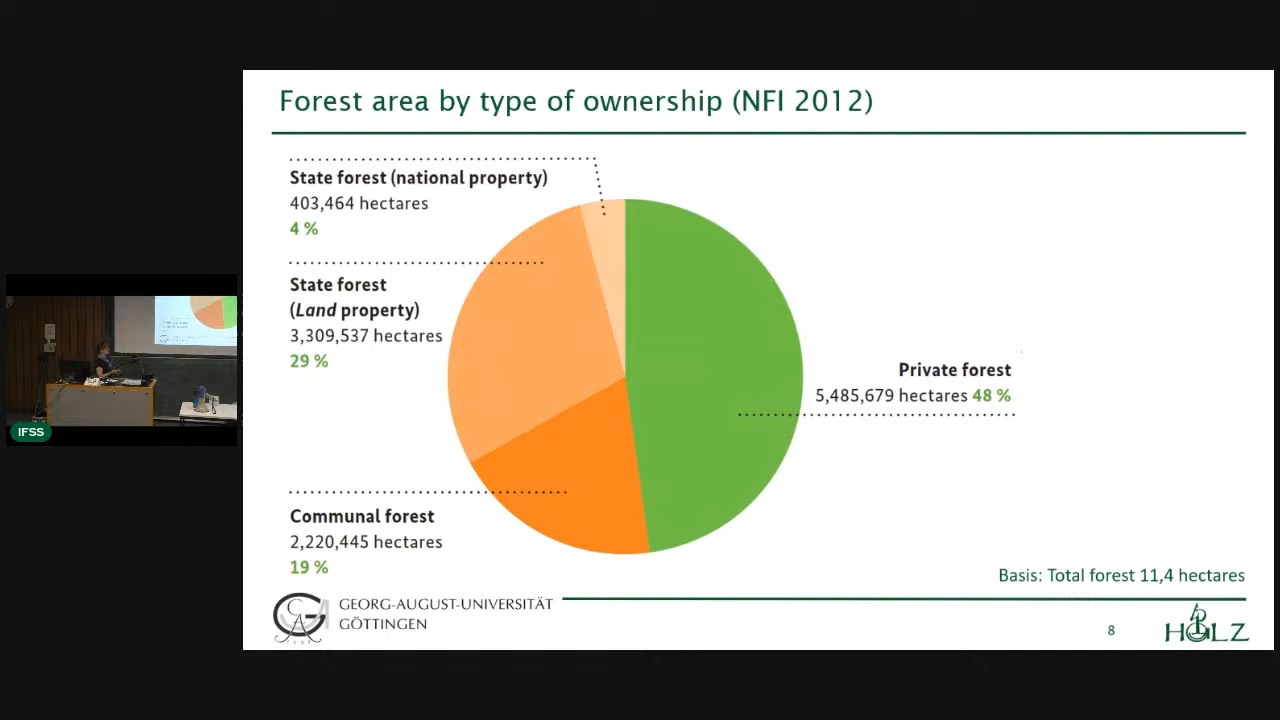 Forest area by type of ownership (NFI 2012)
State forest (national property)
403,464 hectares
4 %
State forest
(Land property)
3,309,537 hectares
29 %
Private forest
5,485,679 hectares 48 %
Communal forest
2,220,445 hectares
19 %
Basis: Total forest 11,4 hectares
GEORG-AUGUST-UNIVERSITÄT
GÖTTINGEN
8
HOLZ
IFSS